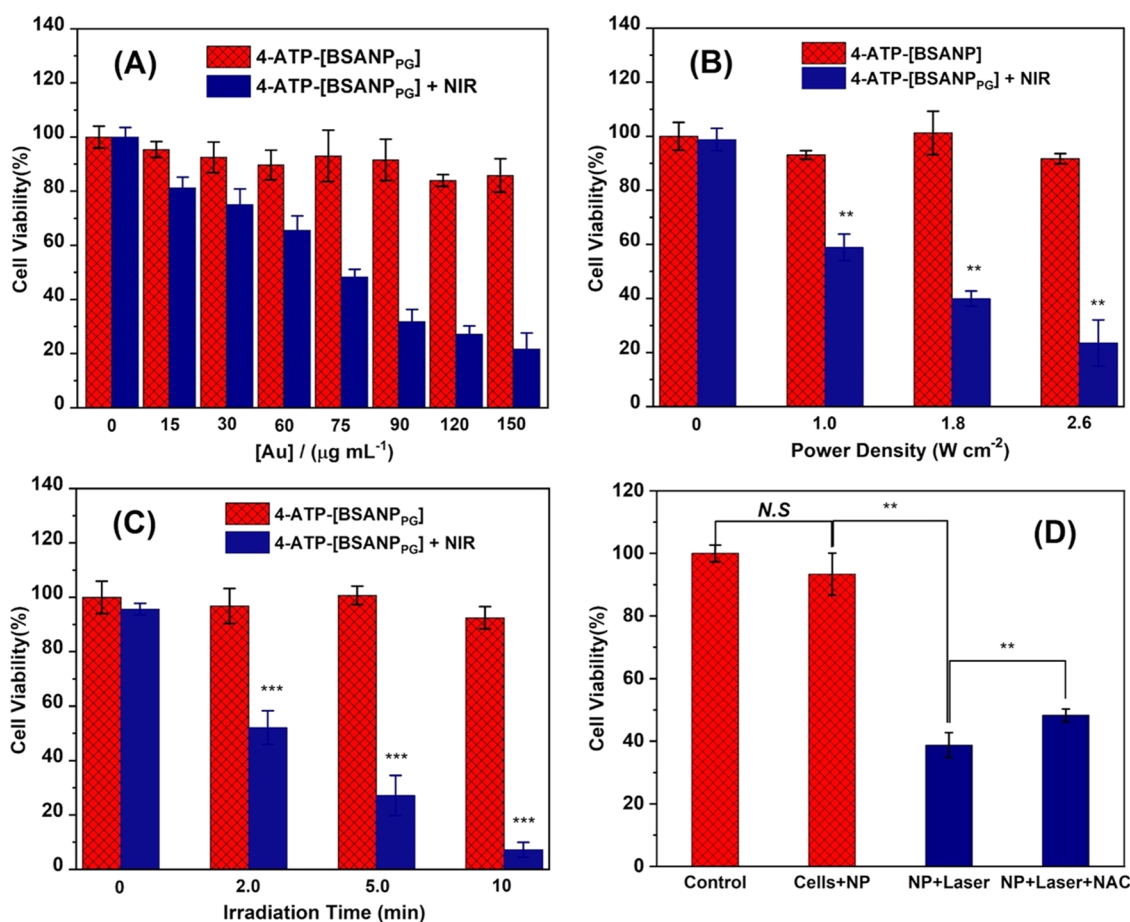 (A)
4-ATP-[BSANP_PG]
4-ATP-[BSANP_PG] + NIR
140
120
100
80
60
40
20
0
Cell Viability(%)
0 15 30 60 75 90 120 150
[Au] / (μg mL⁻¹)
(B)
4-ATP-[BSANP]
4-ATP-[BSANP_PG] + NIR
140
120
100
80
60
40
20
0
Cell Viability(%)
**
**
**
0 1.0 1.8 2.6
Power Density (W cm⁻²)
(C)
4-ATP-[BSANP_PG]
4-ATP-[BSANP_PG] + NIR
140
120
100
80
60
40
20
0
Cell Viability(%)
***
***
***
0 2.0 5.0 10
Irradiation Time (min)
(D)
120
100
80
60
40
20
0
Cell Viability(%)
N.S
**
**
Control Cells+NP NP+Laser NP+Laser+NAC